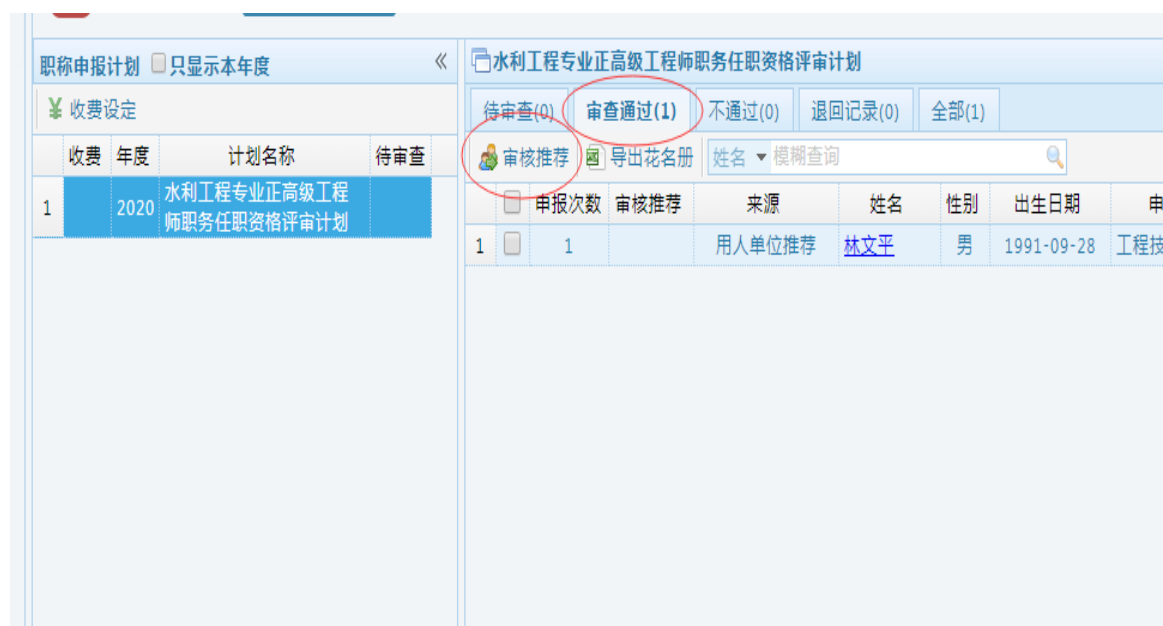 职称申报计划 只显示本年度 «
¥ 收费设定
收费 年度 计划名称 待审查
1 2020 水利工程专业正高级工程
师职务任职资格评审计划
水利工程专业正高级工程师职务任职资格评审计划
待审查(0) 审查通过(1) 不通过(0) 退回记录(0) 全部(1)
审核推荐 导出花名册 姓名 模糊查询
申报次数 审核推荐 来源 姓名 性别 出生日期 申
1 1 用人单位推荐 林文平 男 1991-09-28 工程技